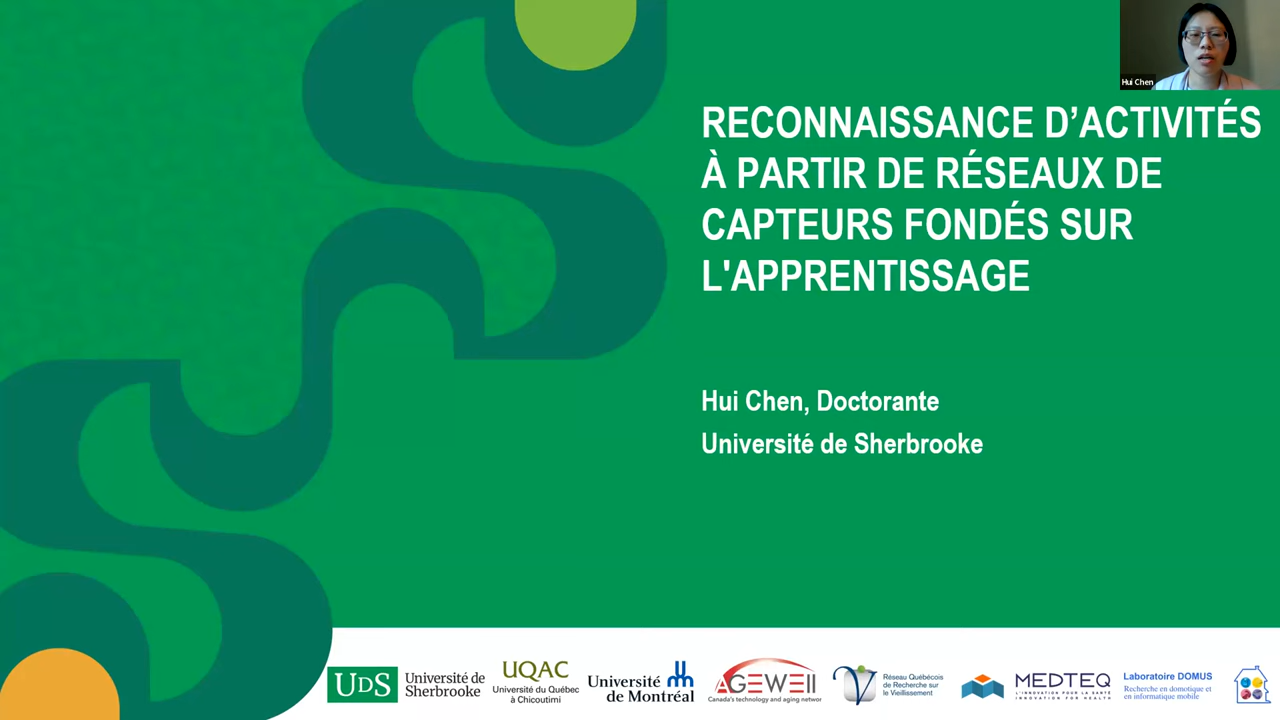 Hui Chen
RECONNAISSANCE D’ACTIVITÉS
À PARTIR DE RÉSEAUX DE
CAPTEURS FONDÉS SUR
L'APPRENTISSAGE
Hui Chen, Doctorante
Université de Sherbrooke
UDS
Université de
Sherbrooke
UQAC
Université du Québec
à Chicoutimi
Université
de Montréal
AGEWELL
Canada's technology and aging networ
Réseau Québécois
de Recherche sur
le Vieillissement
MEDTEQ
L'INNOVATION POUR LA SANTÉ
INNOVATION FOR HEALTH
Laboratoire DOMUS
Recherche en domotique et
en informatique mobile